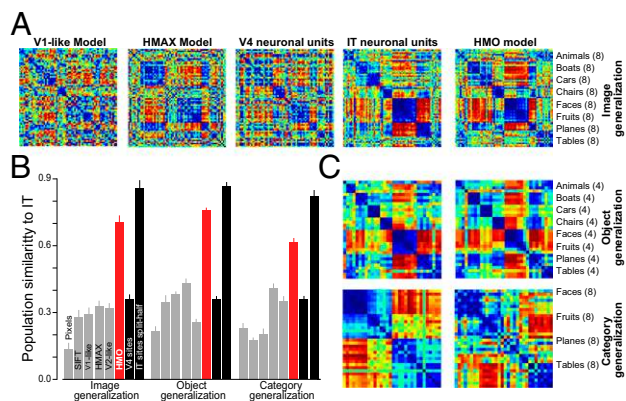 A
V1-like Model
HMAX Model
V4 neuronal units
IT neuronal units
HMO model
Animals (8)
Boats (8)
Cars (8)
Chairs (8)
Faces (8)
Fruits (8)
Planes (8)
Tables (8)
Image
generalization
B
Population similaritty to IT
0.9
0.6
0.3
0.0
Pixels
SIFT
V1-like
HMAX
V2-like
HMO
V4 sites
IT sites split-half
Image
generalization
Object
generalization
Category
generalization
C
Animals (4)
Boats (4)
Cars (4)
Chairs (4)
Faces (4)
Fruits (4)
Planes (4)
Tables (4)
Object
generalization
Faces (8)
Fruits (8)
Planes (8)
Tables (8)
Category
generalization